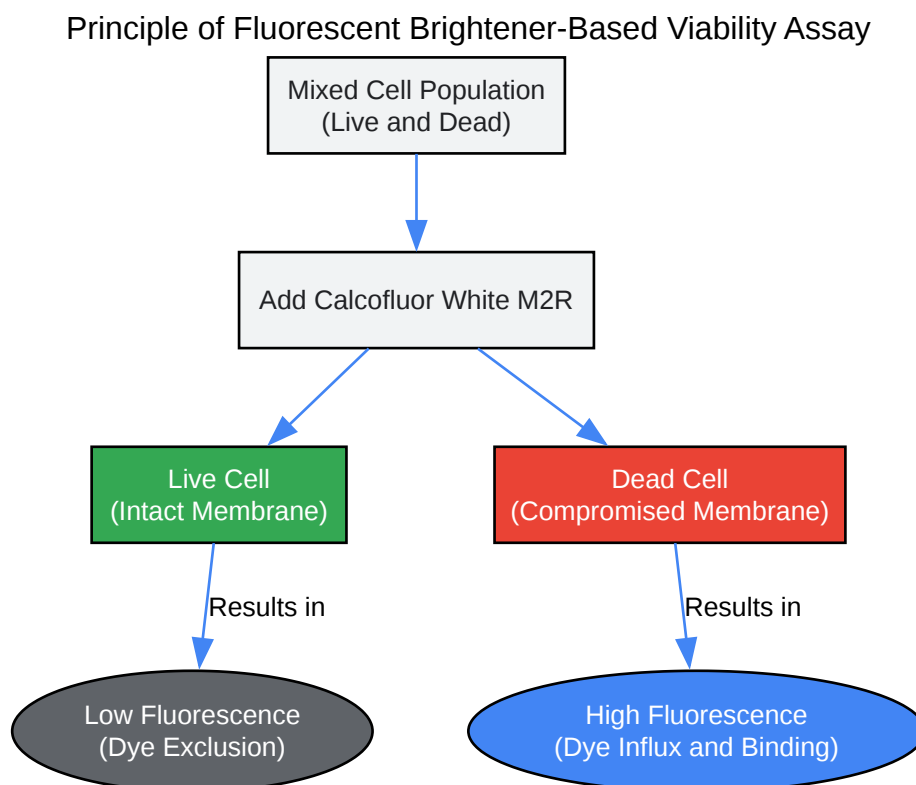 Principle of Fluorescent Brightener-Based Viability Assay
Mixed Cell Population
(Live and Dead)
Add Calcofluor White M2R
Live Cell
(Intact Membrane)
Dead Cell
(Compromised Membrane)
Results in
Results in
Low Fluorescence
(Dye Exclusion)
High Fluorescence
(Dye Influx and Binding)